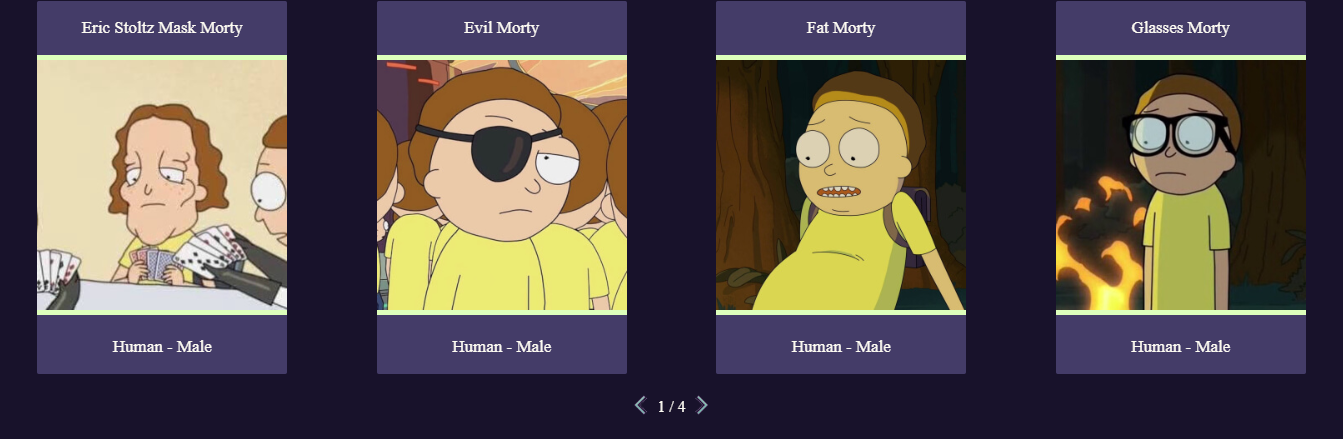 Eric Stoltz Mask Morty
Evil Morty
Fat Morty
Glasses Morty
Human - Male
Human - Male
Human - Male
Human - Male
1 / 4